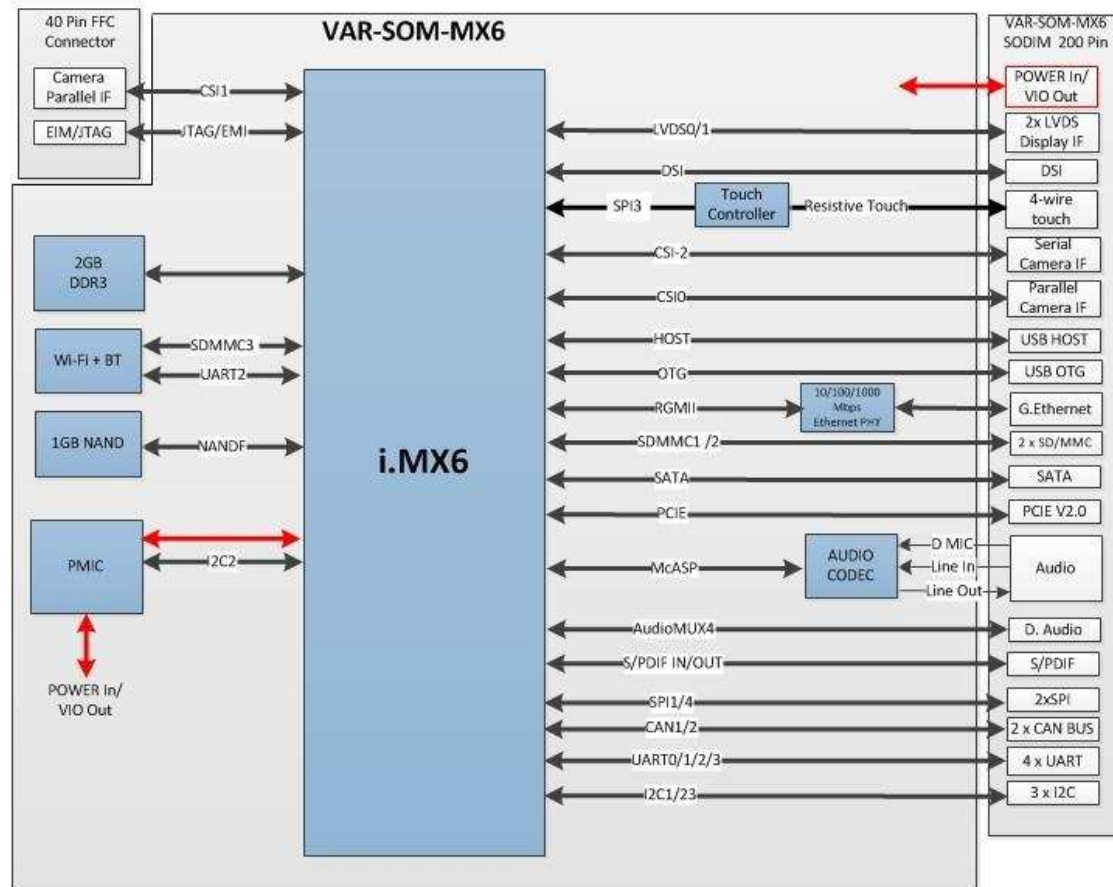 40 Pin FFC
Connector
Camera
Parallel IF
CSI1
EIM/JTAG
JTAG/EMI
VAR-SOM-MX6
VAR-SOM-MX6
SODIM 200 Pin
POWER In/
VIO Out
LVDS0/1
2x LVDS
Display IF
DSI
DSI
SPI3
Touch
Controller
Resistive Touch
4-wire
touch
2GB
DDR3
CSI-2
Serial
Camera IF
CSI0
Parallel
Camera IF
Wi-Fi + BT
SDMMC3
UART2
HOST
USB HOST
OTG
USB OTG
RGMII
10/100/1000
Mbps
Ethernet PHY
G.Ethernet
1GB NAND
NANDF
i.MX6
SDMMC1 /2
2 x SD/MMC
SATA
SATA
PCIE
PCIE V2.0
PMIC
I2C2
McASP
AUDIO
CODEC
D MIC
Line In
Line Out
Audio
POWER In/
VIO Out
AudioMUX4
D. Audio
S/PDIF IN/OUT
S/PDIF
SPI1/4
2xSPI
CAN1/2
2 x CAN BUS
UART0/1/2/3
4 x UART
I2C1/23
3 x I2C